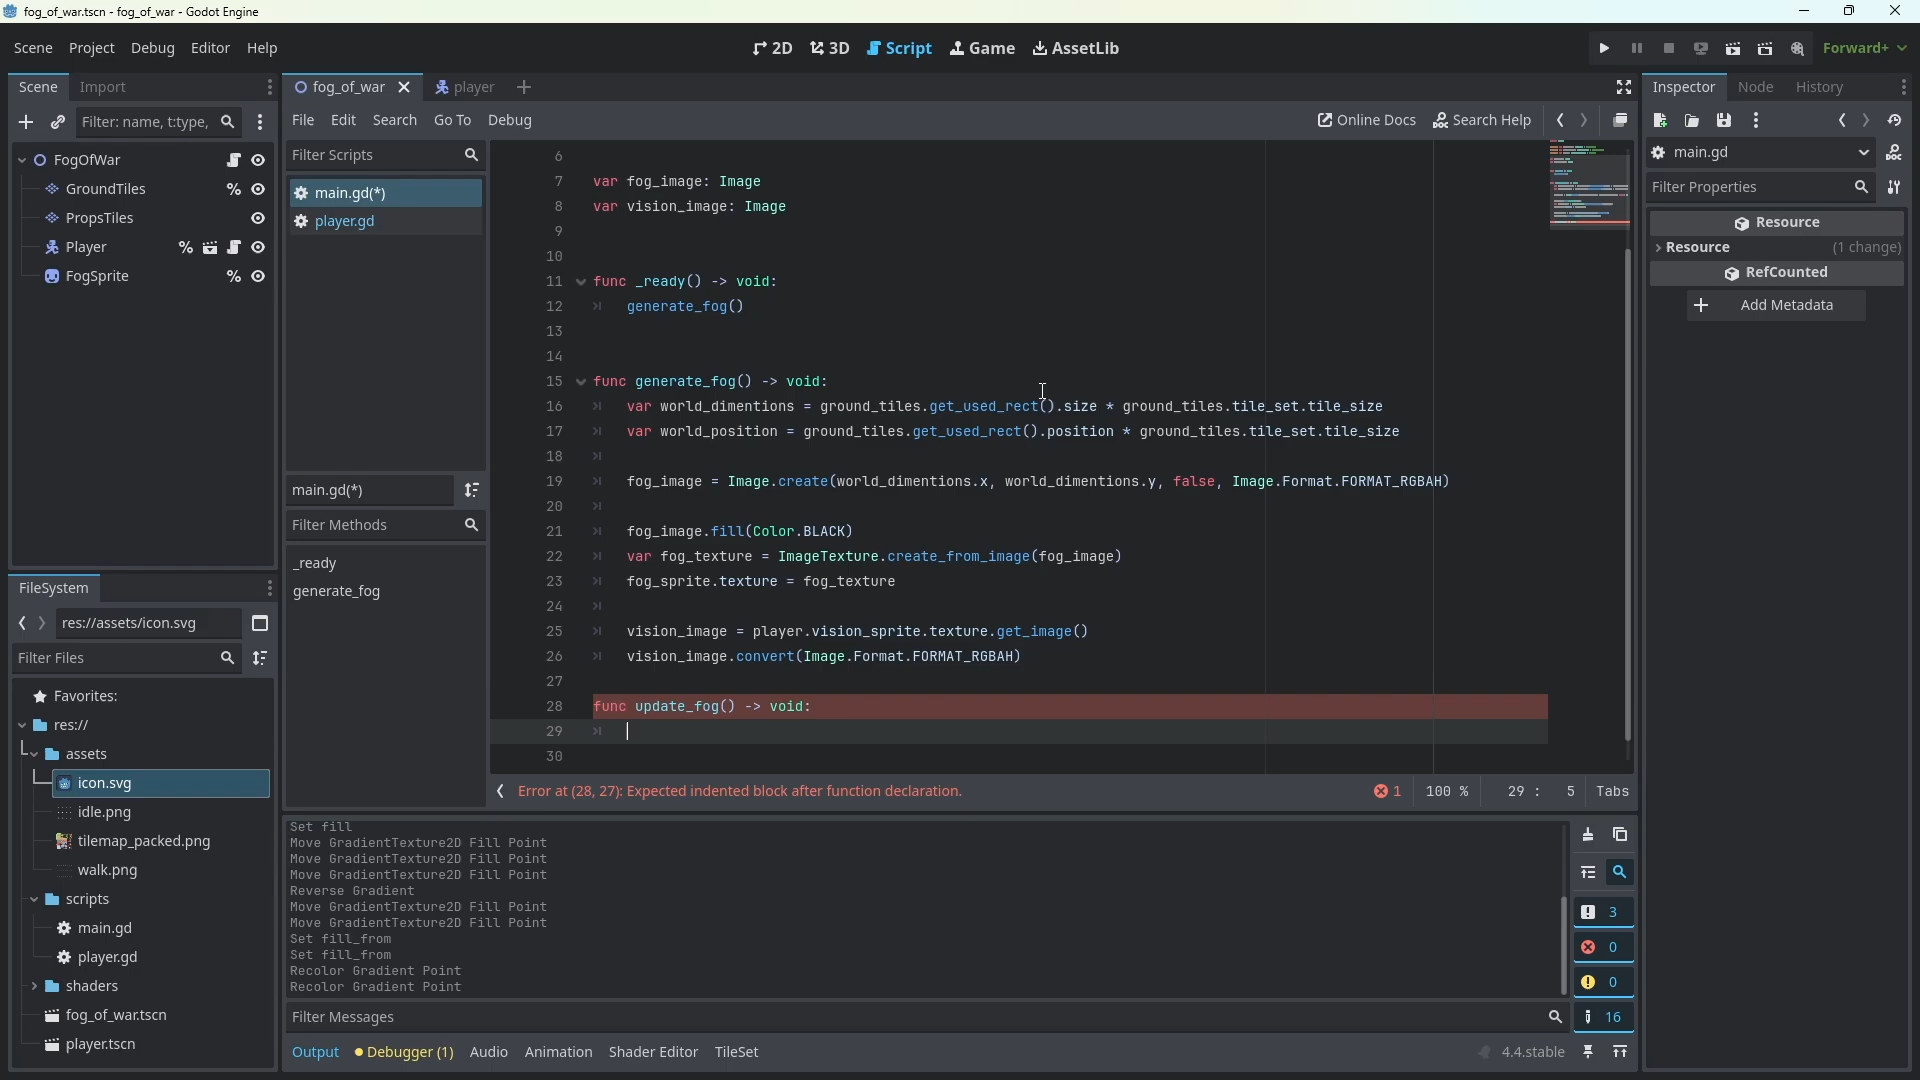 fog_of_war.tscn - fog_of_war - Godot Engine
Scene Project Debug Editor Help
2D 3D Script Game AssetLib
Forward+
Scene Import
Filter: name, t:type,
FogOfWar
GroundTiles
PropsTiles
Player
FogSprite
FileSystem
res://assets/icon.svg
Filter Files
Favorites:
res://
assets
icon.svg
idle.png
tilemap_packed.png
walk.png
scripts
main.gd
player.gd
shaders
fog_of_war.tscn
player.tscn
fog_of_war player
File Edit Search Go To Debug
Online Docs Search Help
Filter Scripts
main.gd(*)
player.gd
main.gd(*)
Filter Methods
_ready
generate_fog
6
7 var fog_image: Image
8 var vision_image: Image
9
10
11 func _ready() -> void:
12 generate_fog()
13
14
15 func generate_fog() -> void:
16 var world_dimentions = ground_tiles.get_used_rect().size * ground_tiles.tile_set.tile_size
17 var world_position = ground_tiles.get_used_rect().position * ground_tiles.tile_set.tile_size
18
19 fog_image = Image.create(world_dimentions.x, world_dimentions.y, false, Image.Format.FORMAT_RGBAH)
20
21 fog_image.fill(Color.BLACK)
22 var fog_texture = ImageTexture.create_from_image(fog_image)
23 fog_sprite.texture = fog_texture
24
25 vision_image = player.vision_sprite.texture.get_image()
26 vision_image.convert(Image.Format.FORMAT_RGBAH)
27
28 func update_fog() -> void:
29
30
Error at (28, 27): Expected indented block after function declaration.
1 100 % 29 : 5 Tabs
Set fill
Move GradientTexture2D Fill Point
Move GradientTexture2D Fill Point
Move GradientTexture2D Fill Point
Reverse Gradient
Move GradientTexture2D Fill Point
Move GradientTexture2D Fill Point
Set fill_from
Set fill_from
Recolor Gradient Point
Recolor Gradient Point
3
0
0
16
Filter Messages
Output Debugger (1) Audio Animation Shader Editor TileSet
4.4.stable
Inspector Node History
main.gd
Filter Properties
Resource
Resource (1 change)
RefCounted
Add Metadata